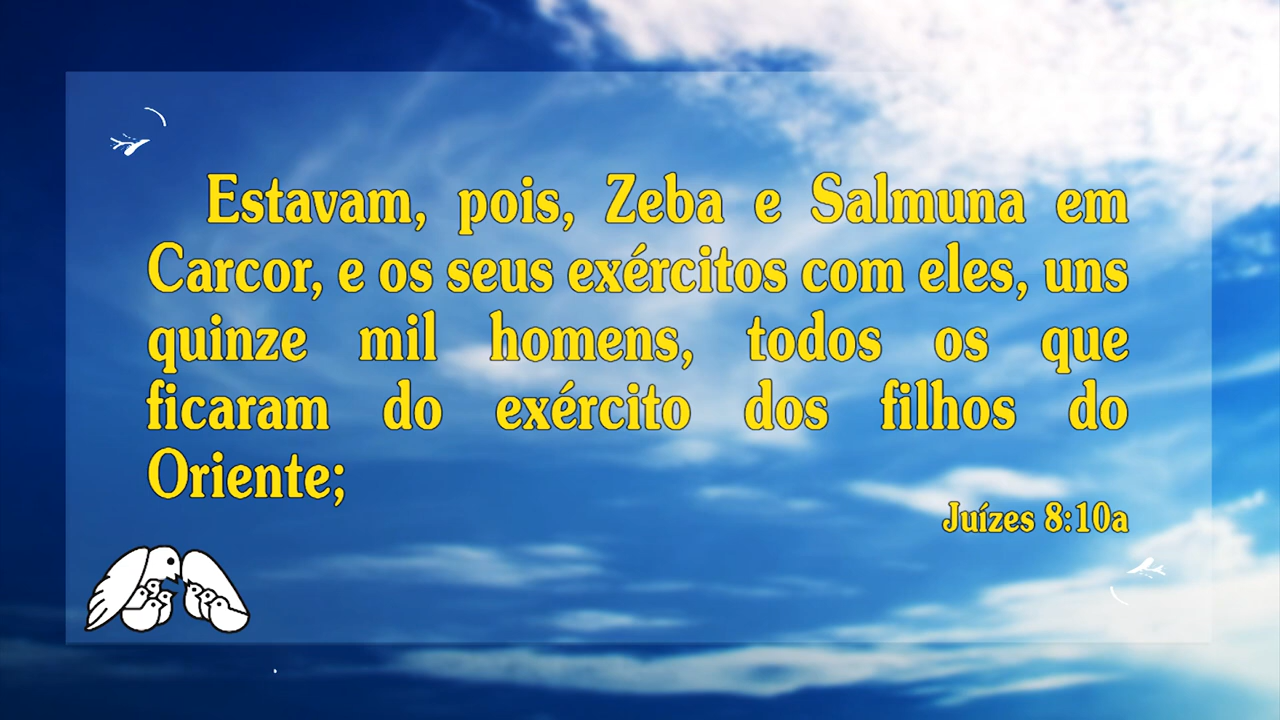 Estavam, pois, Zeba e Salmuna em
Carcor, e os seus exércitos com eles, uns
quinze mil homens, todos os que
ficaram do exército dos filhos do
Oriente;
Juízes 8:10a